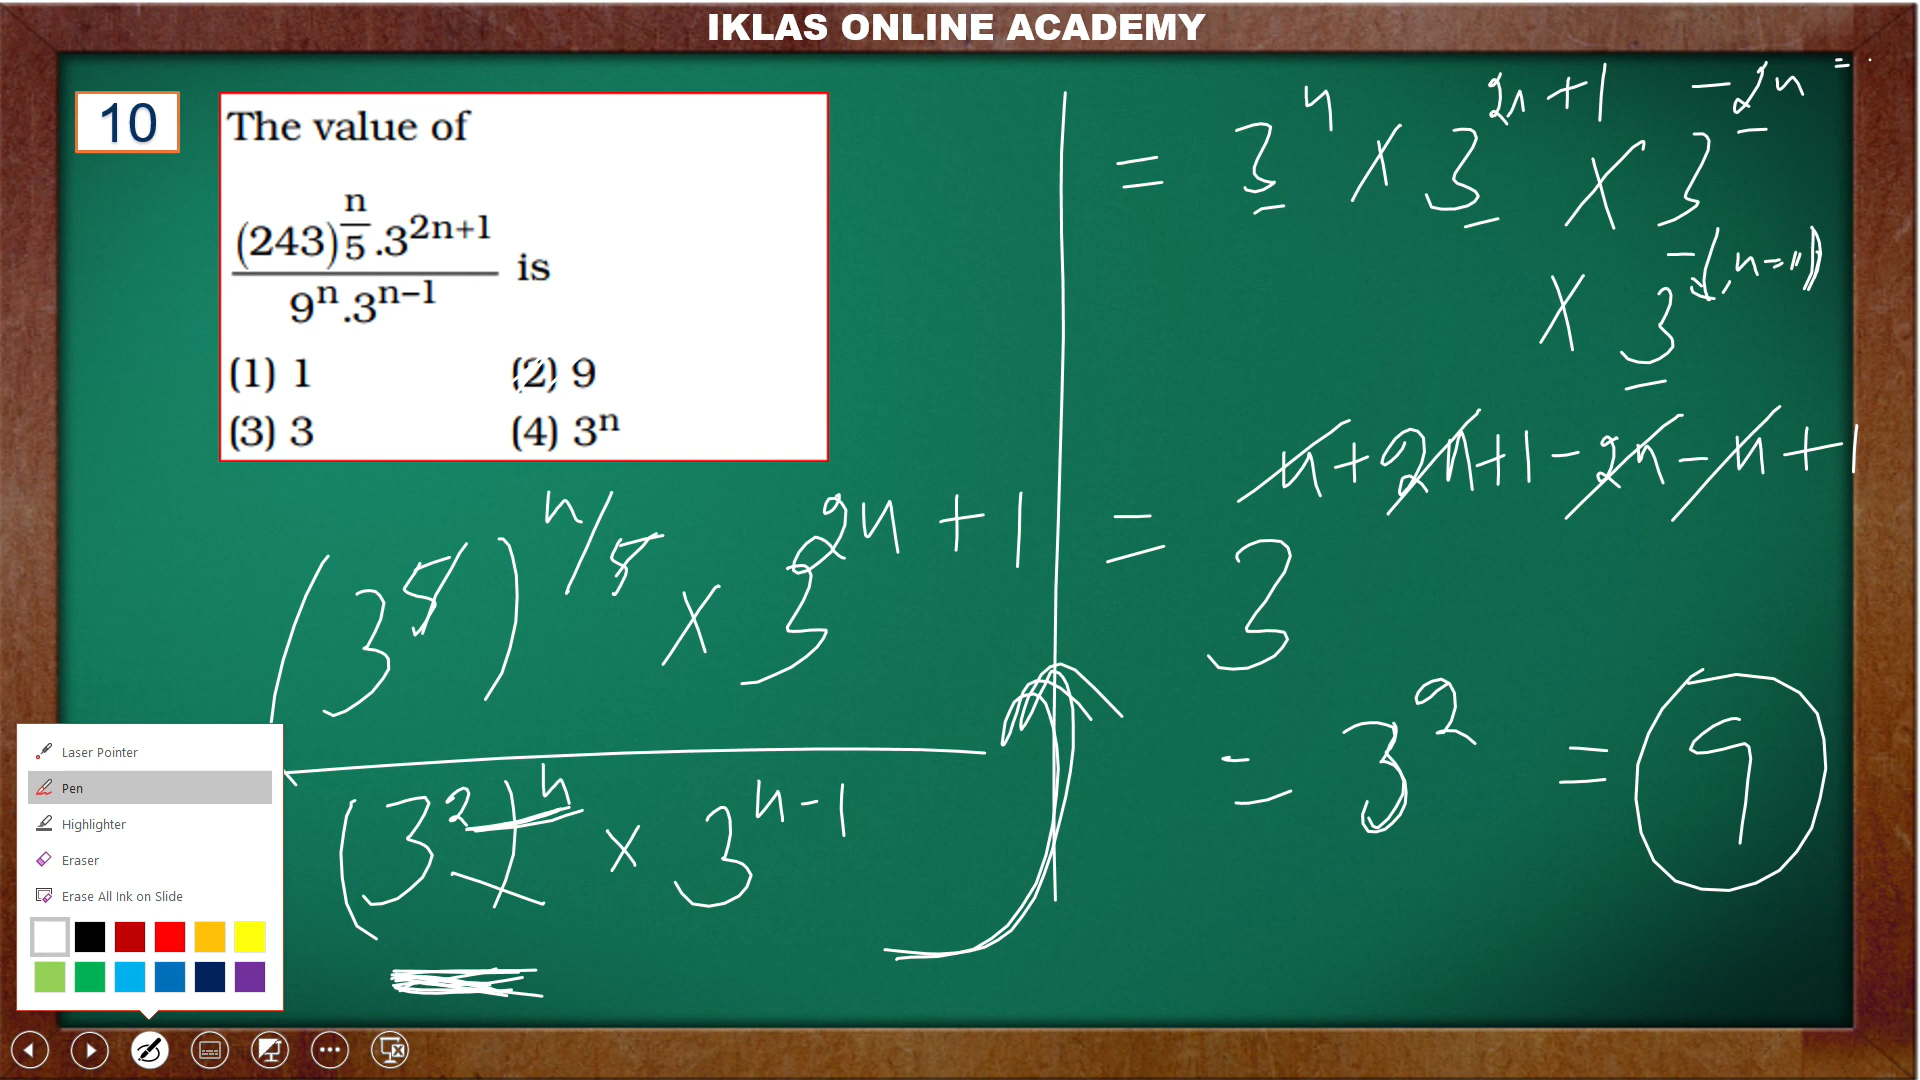 IKLAS ONLINE ACADEMY
10
The value of
(243)^(n/5) . 3^(2n+1)
9^n . 3^(n–1)
is
(1) 1 (2) 9
(3) 3 (4) 3^n
(3^5)^(n/5) × 3^(2n+1)
(3^2)^n × 3^(n-1)
= 3^n × 3^(2n+1) × 3^(-2n)
× 3^(-(n-1))
= 3^(n+2n+1-2n-n+1)
= 3^2 = 9
Laser Pointer
Pen
Highlighter
Eraser
Erase All Ink on Slide